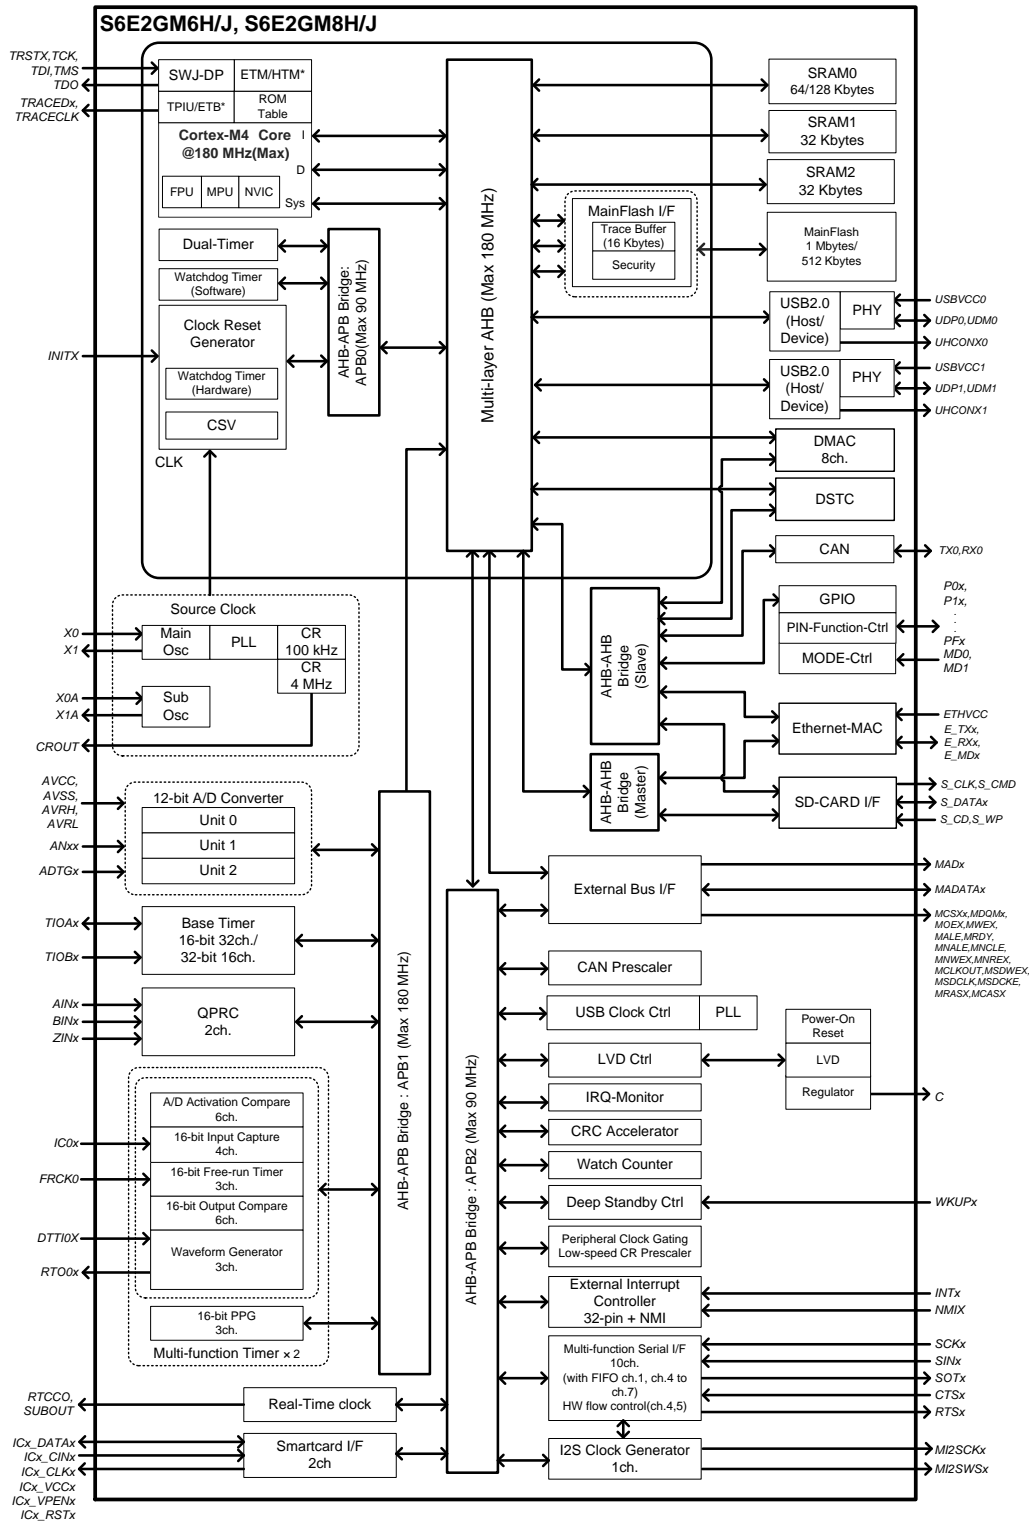 S6E2GM6H/J, S6E2GM8H/J
TRSTX,TCK,
TDI,TMS
TDO
TRACEDx,
TRACECLK
SWJ-DP
ETM/HTM*
TPIU/ETB*
ROM
Table
Cortex-M4 Core
@180 MHz(Max)
I
D
Sys
FPU
MPU
NVIC
Dual-Timer
Watchdog Timer
(Software)
Clock Reset
Generator
Watchdog Timer
(Hardware)
CSV
CLK
INITX
AHB-APB Bridge:
APB0(Max 90 MHz)
Multi-layer AHB (Max 180 MHz)
SRAM0
64/128 Kbytes
SRAM1
32 Kbytes
SRAM2
32 Kbytes
MainFlash I/F
Trace Buffer
(16 Kbytes)
Security
MainFlash
1 Mbytes/
512 Kbytes
USB2.0
(Host/
Device)
PHY
USBVCC0
UDP0,UDM0
UHCONX0
USB2.0
(Host/
Device)
PHY
USBVCC1
UDP1,UDM1
UHCONX1
DMAC
8ch.
DSTC
CAN
TX0,RX0
GPIO
PIN-Function-Ctrl
MODE-Ctrl
P0x,
P1x,
.
.
PFx
MD0,
MD1
AHB-AHB
Bridge
(Slave)
AHB-AHB
Bridge
(Master)
Ethernet-MAC
ETHVCC
E_TXx,
E_RXx,
E_MDx
SD-CARD I/F
S_CLK,S_CMD
S_DATAx
S_CD,S_WP
Source Clock
Main
Osc
PLL
CR
100 kHz
CR
4 MHz
Sub
Osc
X0
X1
X0A
X1A
CROUT
AVCC,
AVSS,
AVRH,
AVRL
ANxx
ADTGx
12-bit A/D Converter
Unit 0
Unit 1
Unit 2
TIOAx
TIOBx
Base Timer
16-bit 32ch./
32-bit 16ch.
AINx
BINx
ZINx
QPRC
2ch.
A/D Activation Compare
6ch.
16-bit Input Capture
4ch.
16-bit Free-run Timer
3ch.
16-bit Output Compare
6ch.
Waveform Generator
3ch.
16-bit PPG
3ch.
Multi-function Timer × 2
IC0x
FRCK0
DTTI0X
RTO0x
AHB-APB Bridge : APB1 (Max 180 MHz)
AHB-APB Bridge : APB2 (Max 90 MHz)
External Bus I/F
MADx
MADATAx
MCSXx,MDQMx,
MOEX,MWEX,
MALE,MRDY,
MNALE,MNCLE,
MNWEX,MNREX,
MCLKOUT,MSDWEX,
MSDCLK,MSDCKE,
MRASX,MCASX
CAN Prescaler
USB Clock Ctrl
PLL
LVD Ctrl
Power-On
Reset
LVD
Regulator
C
IRQ-Monitor
CRC Accelerator
Watch Counter
Deep Standby Ctrl
WKUPx
Peripheral Clock Gating
Low-speed CR Prescaler
External Interrupt
Controller
32-pin + NMI
INTx
NMIX
Multi-function Serial I/F
10ch.
(with FIFO ch.1, ch.4 to
ch.7)
HW flow control(ch.4,5)
SCKx
SINx
SOTx
CTSx
RTSx
I2S Clock Generator
1ch.
MI2SCKx
MI2SWSx
RTCCO,
SUBOUT
Real-Time clock
Smartcard I/F
2ch
ICx_DATAx
ICx_CINx
ICx_CLKx
ICx_VCCx
ICx_VPENx
ICx_RSTx